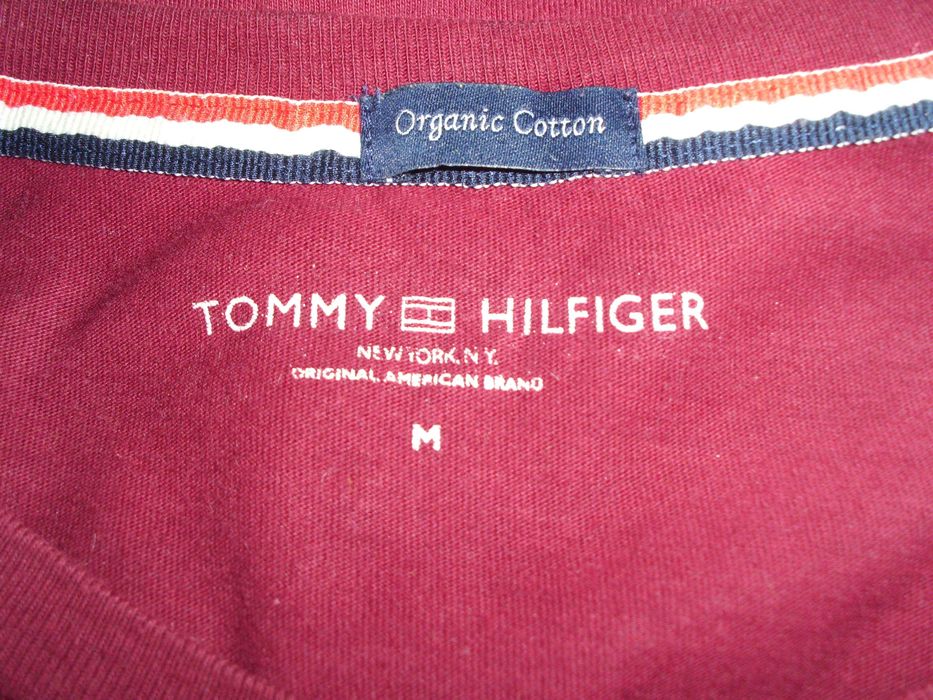 Organic Cotton
TOMMY HILFIGER
NEW YORK, N.Y.
ORIGINAL AMERICAN BRAND
M